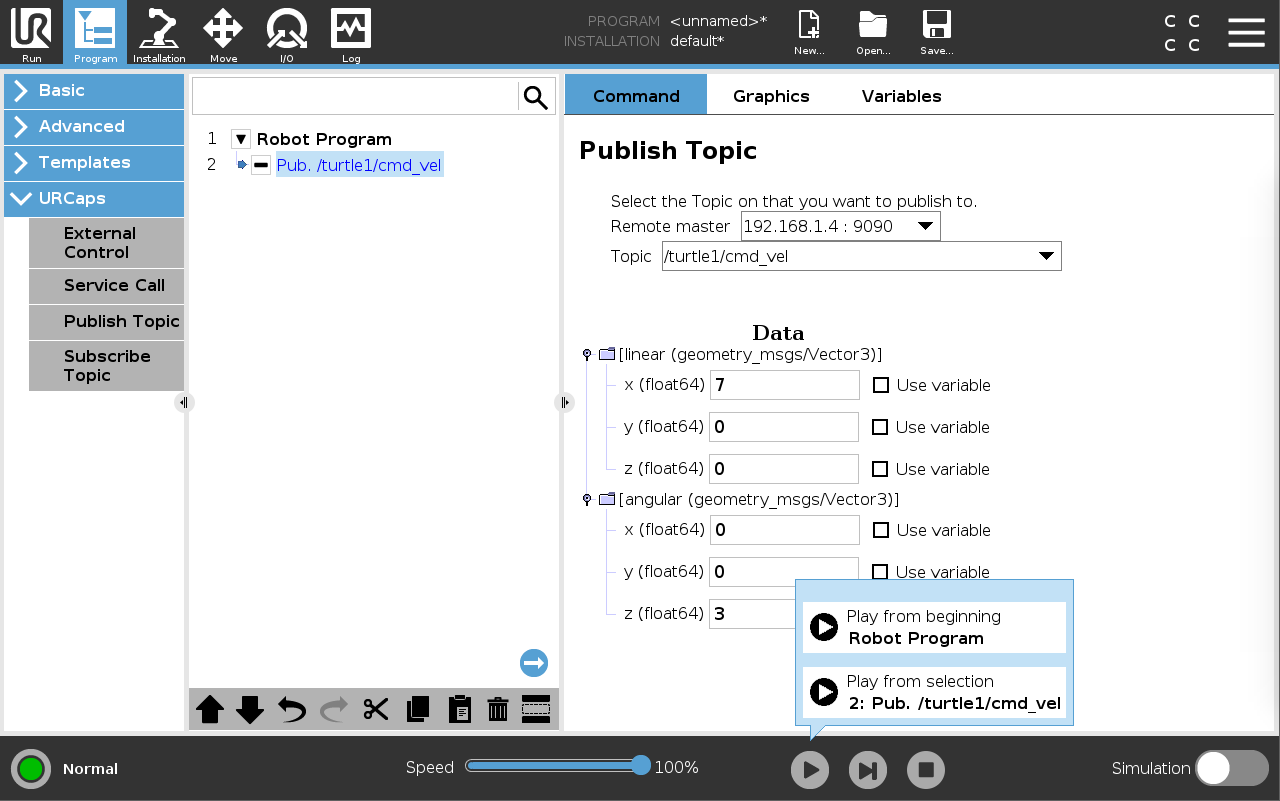 UR
PROGRAM <unnamed>*
INSTALLATION default*
C C
C C
Run Program Installation Move I/O Log New... Open... Save...
Basic
Advanced
Templates
URCaps
External
Control
Service Call
Publish Topic
Subscribe
Topic
1 Robot Program
2 Pub. /turtle1/cmd_vel
Command Graphics Variables
Publish Topic
Select the Topic on that you want to publish to.
Remote master 192.168.1.4 : 9090
Topic /turtle1/cmd_vel
Data
[linear (geometry_msgs/Vector3)]
x (float64) 7 Use variable
y (float64) 0 Use variable
z (float64) 0 Use variable
[angular (geometry_msgs/Vector3)]
x (float64) 0 Use variable
y (float64) 0 Use variable
z (float64) 3
Play from beginning
Robot Program
Play from selection
2: Pub. /turtle1/cmd_vel
Normal
Speed 100%
Simulation